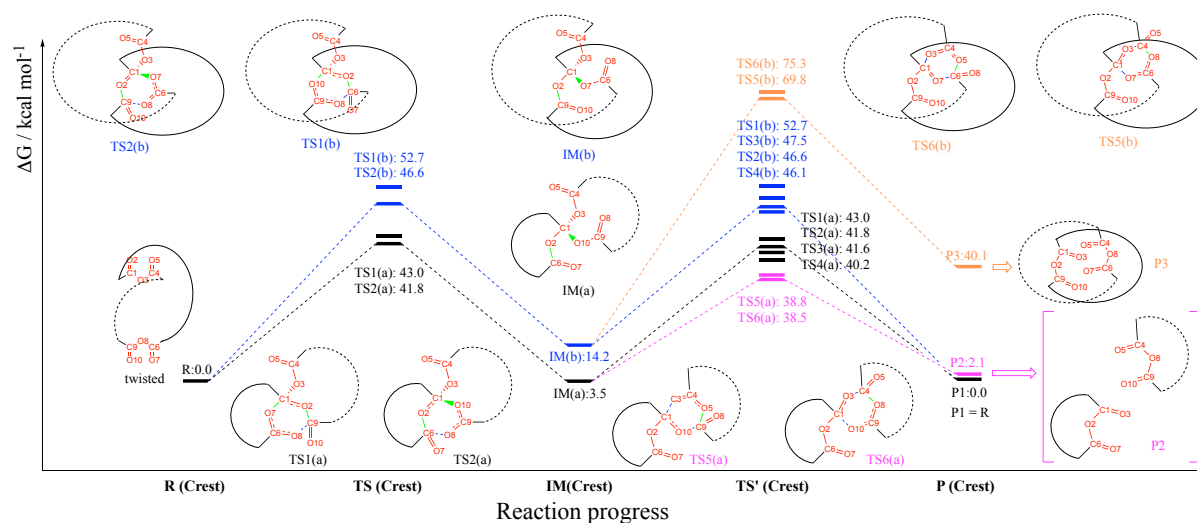 ΔG / kcal mol-1
O5 C4
O3
C1
O2 O7
C9 O8 C6
O10
TS2(b)
O5 C4
O3
C1 O2
O10
C9 O8 C6
O7
TS1(b)
O5 C4
O3
C1 O8
O2 O7 C6
C9 O10
IM(b)
TS6(b): 75.3
TS5(b): 69.8
O3 C4
C1 O5
O7 C6 O8
O2
C9 O10
TS6(b)
O5
O3 C4
C1 O8
O7 C6
O2
C9 O10
TS5(b)
TS1(b): 52.7
TS2(b): 46.6
TS1(b): 52.7
TS3(b): 47.5
TS2(b): 46.6
TS4(b): 46.1
O5 C4
O3
C1 O8
O2 O10 C9
C6 O7
IM(a)
TS1(a): 43.0
TS2(a): 41.8
TS3(a): 41.6
TS4(a): 40.2
O2 O5
C1 C4
O3
C9 O8 C6
O10 O7
twisted
R:0.0
TS1(a): 43.0
TS2(a): 41.8
IM(b):14.2
IM(a):3.5
TS5(a): 38.8
TS6(a): 38.5
P3:40.1
O5 C4
C1 O3 O8
O2 O7 C6
C9 O10
P3
P2:2.1
P1:0.0
P1 = R
O5 C4
O8
C9
O10
C1 O3
O2
C6 O7
P2
C4 O5
O3
C1 O2
O7 C9
C6 O8
O10
TS1(a)
O5 C4
O3
C1 O10
O2
C6 O8 C9
O7
TS2(a)
O3 C4
C1 O5
O2 O10 C9 O8
C6 O7
TS5(a)
O5
O3 C4
C1 O8
O2 O10 C9
C6 O7
TS6(a)
R (Crest) TS (Crest) IM(Crest) TS' (Crest) P (Crest)
Reaction progress